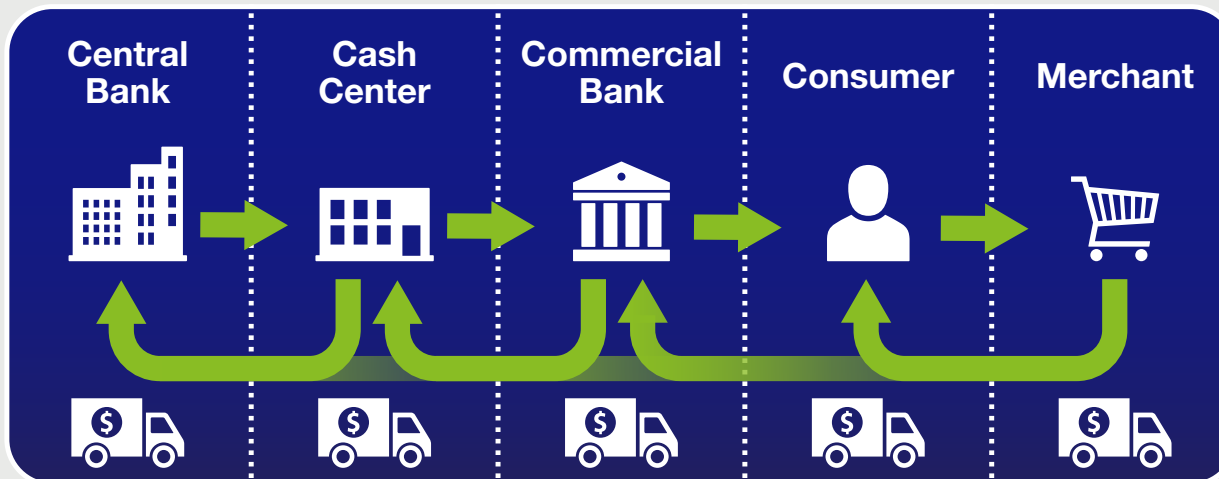 Central
Bank
Cash
Center
Commercial
Bank
Consumer
Merchant
$
$
$
$
$